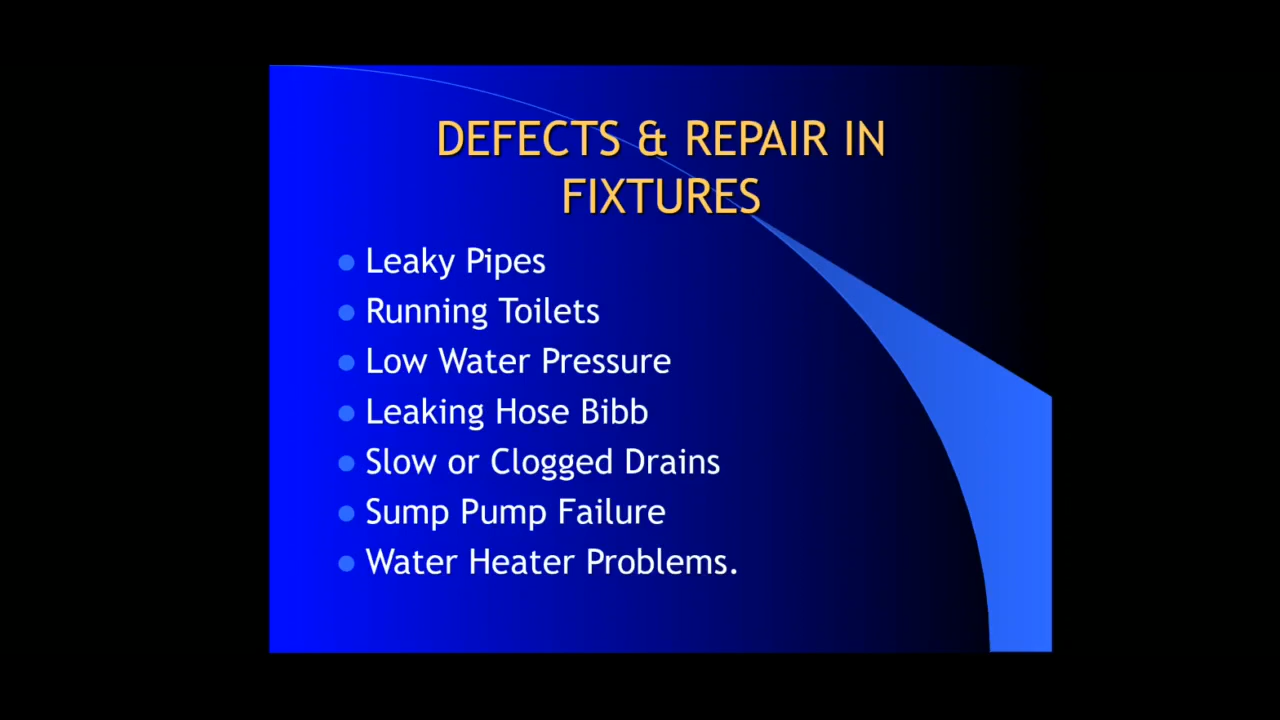 DEFECTS & REPAIR IN
FIXTURES
Leaky Pipes
Running Toilets
Low Water Pressure
Leaking Hose Bibb
Slow or Clogged Drains
Sump Pump Failure
Water Heater Problems.